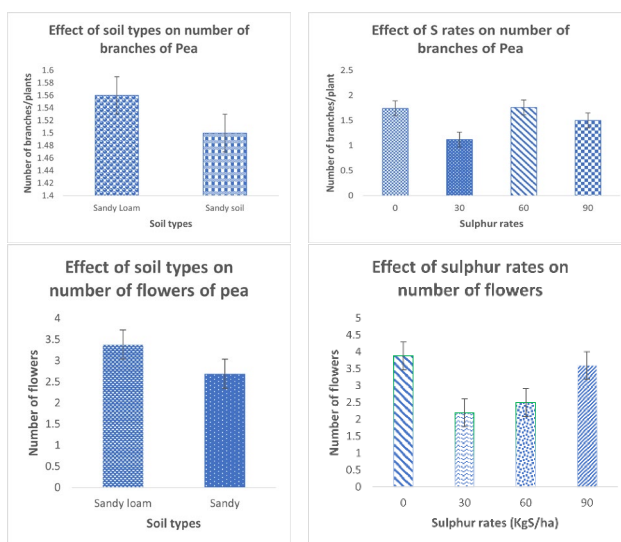 Effect of soil types on number of
branches of Pea
Nunber of branches/plants
1.6
1.58
1.56
1.54
1.52
1.5
1.48
1.46
1.44
1.42
1.4
Sandy Loam Sandy soil
Soil types
Effect of S rates on number of
branches of Pea
Number of branches/plant
2.5
2
1.5
1
0.5
0
0 30 60 90
Sulphur rates
Effect of soil types on
number of flowers of pea
Number of flowers
4
3.5
3
2.5
2
1.5
1
0.5
0
Sandy loam Sandy
Soil types
Effect of sulphur rates on
number of flowers
Number of flowers
5
4.5
4
3.5
3
2.5
2
1.5
1
0.5
0
0 30 60 90
Sulphur rates (KgS/ha)